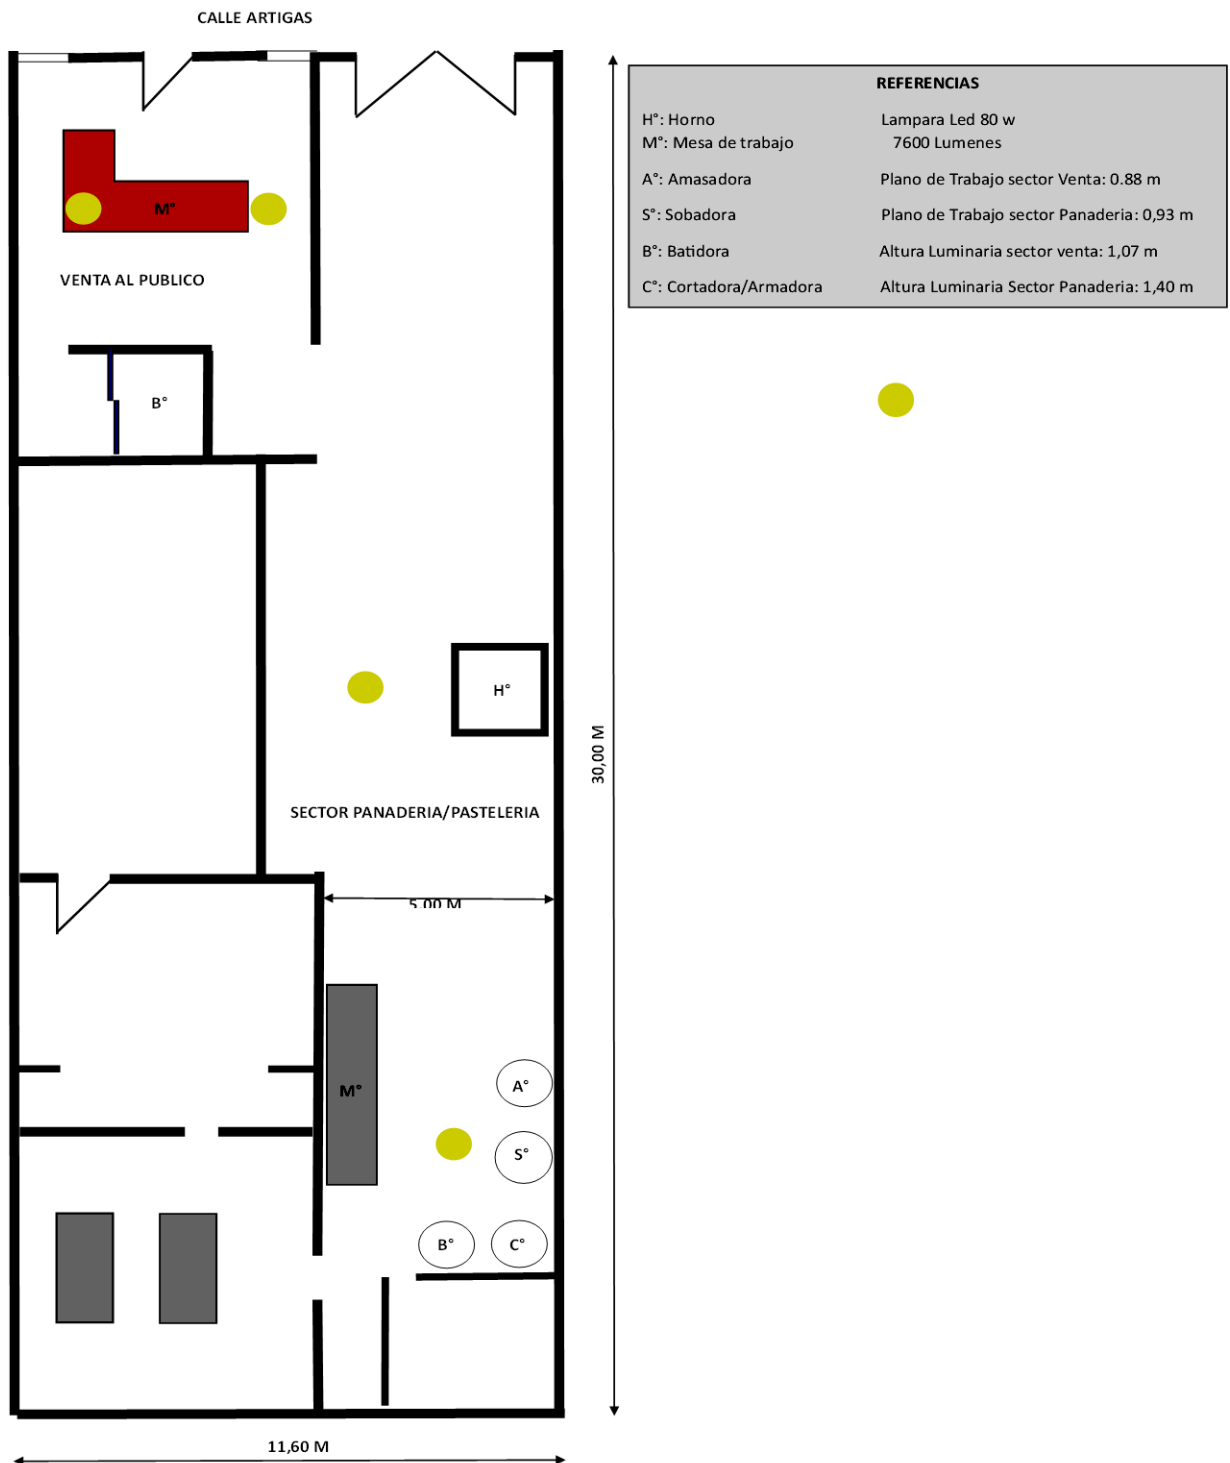 CALLE ARTIGAS
REFERENCIAS
H°: Horno Lampara Led 80 w
M°: Mesa de trabajo 7600 Lumenes
A°: Amasadora Plano de Trabajo sector Venta: 0.88 m
S°: Sobadora Plano de Trabajo sector Panaderia: 0,93 m
B°: Batidora Altura Luminaria sector venta: 1,07 m
C°: Cortadora/Armadora Altura Luminaria Sector Panaderia: 1,40 m
M°
VENTA AL PUBLICO
B°
H°
30,00 M
SECTOR PANADERIA/PASTELERIA
5,00 M
A°
M°
S°
B°
C°
11,60 M